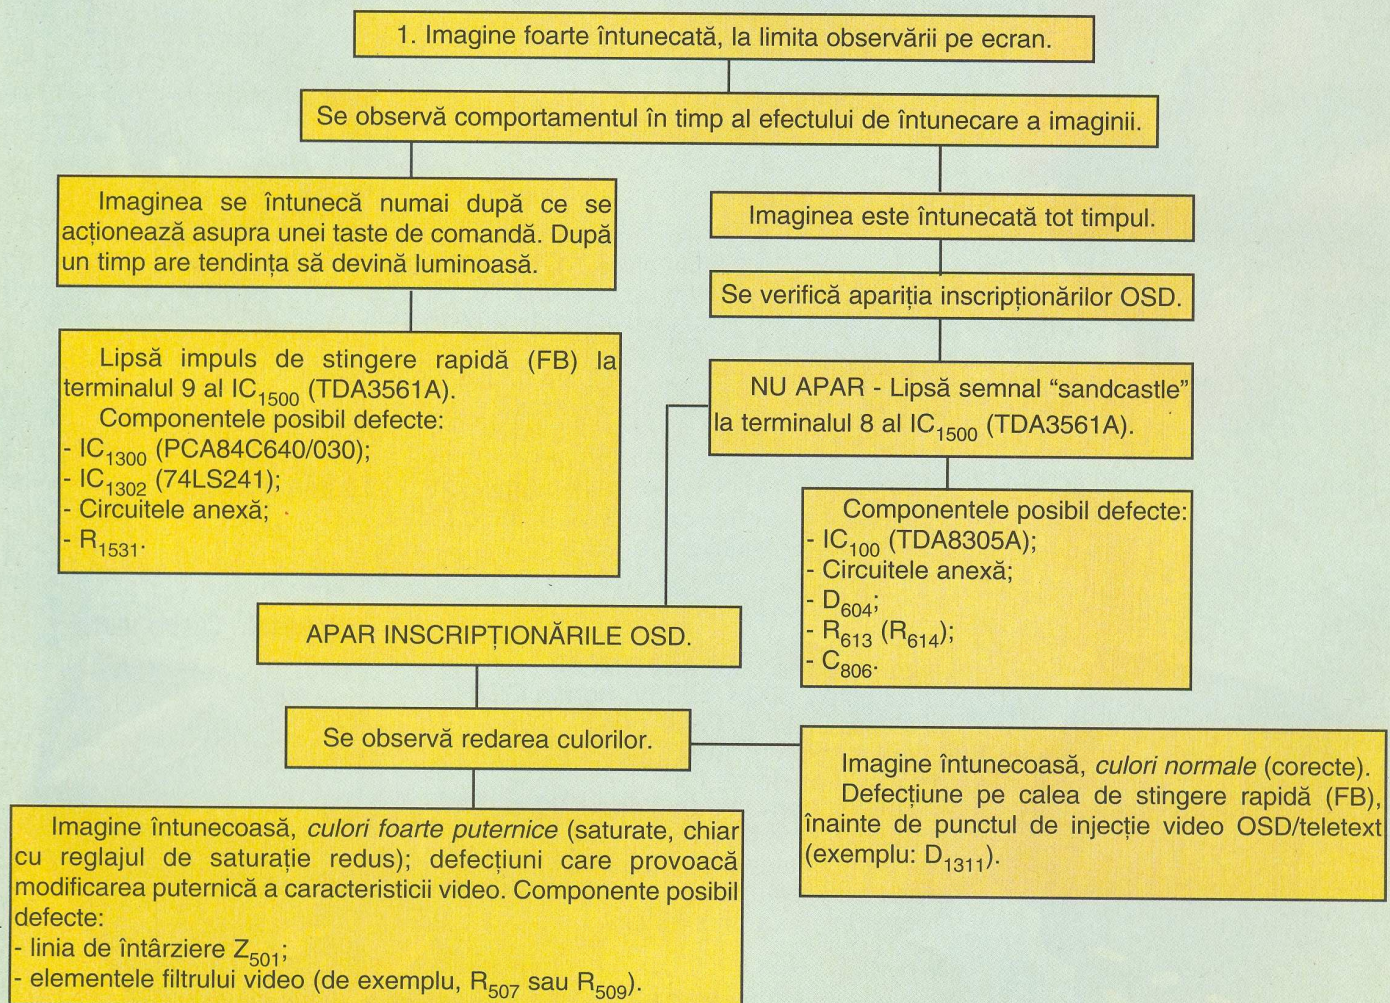 1. Imagine foarte întunecată, la limita observării pe ecran.
Se observă comportamentul în timp al efectului de întunecare a imaginii.
Imaginea se întunecă numai după ce se
acționează asupra unei taste de comandă. După
un timp are tendința să devină luminoasă.
Imaginea este întunecată tot timpul.
Se verifică apariția inscripționărilor OSD.
Lipsă impuls de stingere rapidă (FB) la
terminalul 9 al IC1500 (TDA3561A).
Componentele posibil defecte:
- IC1300 (PCA84C640/030);
- IC1302 (74LS241);
- Circuitele anexă;
- R1531.
NU APAR - Lipsă semnal “sandcastle”
la terminalul 8 al IC1500 (TDA3561A).
Componentele posibil defecte:
- IC100 (TDA8305A);
- Circuitele anexă;
- D604;
- R613 (R614);
- C806.
APAR INSCRIPȚIONĂRILE OSD.
Se observă redarea culorilor.
Imagine întunecoasă, culori normale (corecte).
Defecțiune pe calea de stingere rapidă (FB),
înainte de punctul de injecție video OSD/teletext
(exemplu: D1311).
Imagine întunecoasă, culori foarte puternice (saturate, chiar
cu reglajul de saturație redus); defecțiuni care provoacă
modificarea puternică a caracteristicii video. Componente posibil
defecte:
- linia de întârziere Z501;
- elementele filtrului video (de exemplu, R507 sau R509).